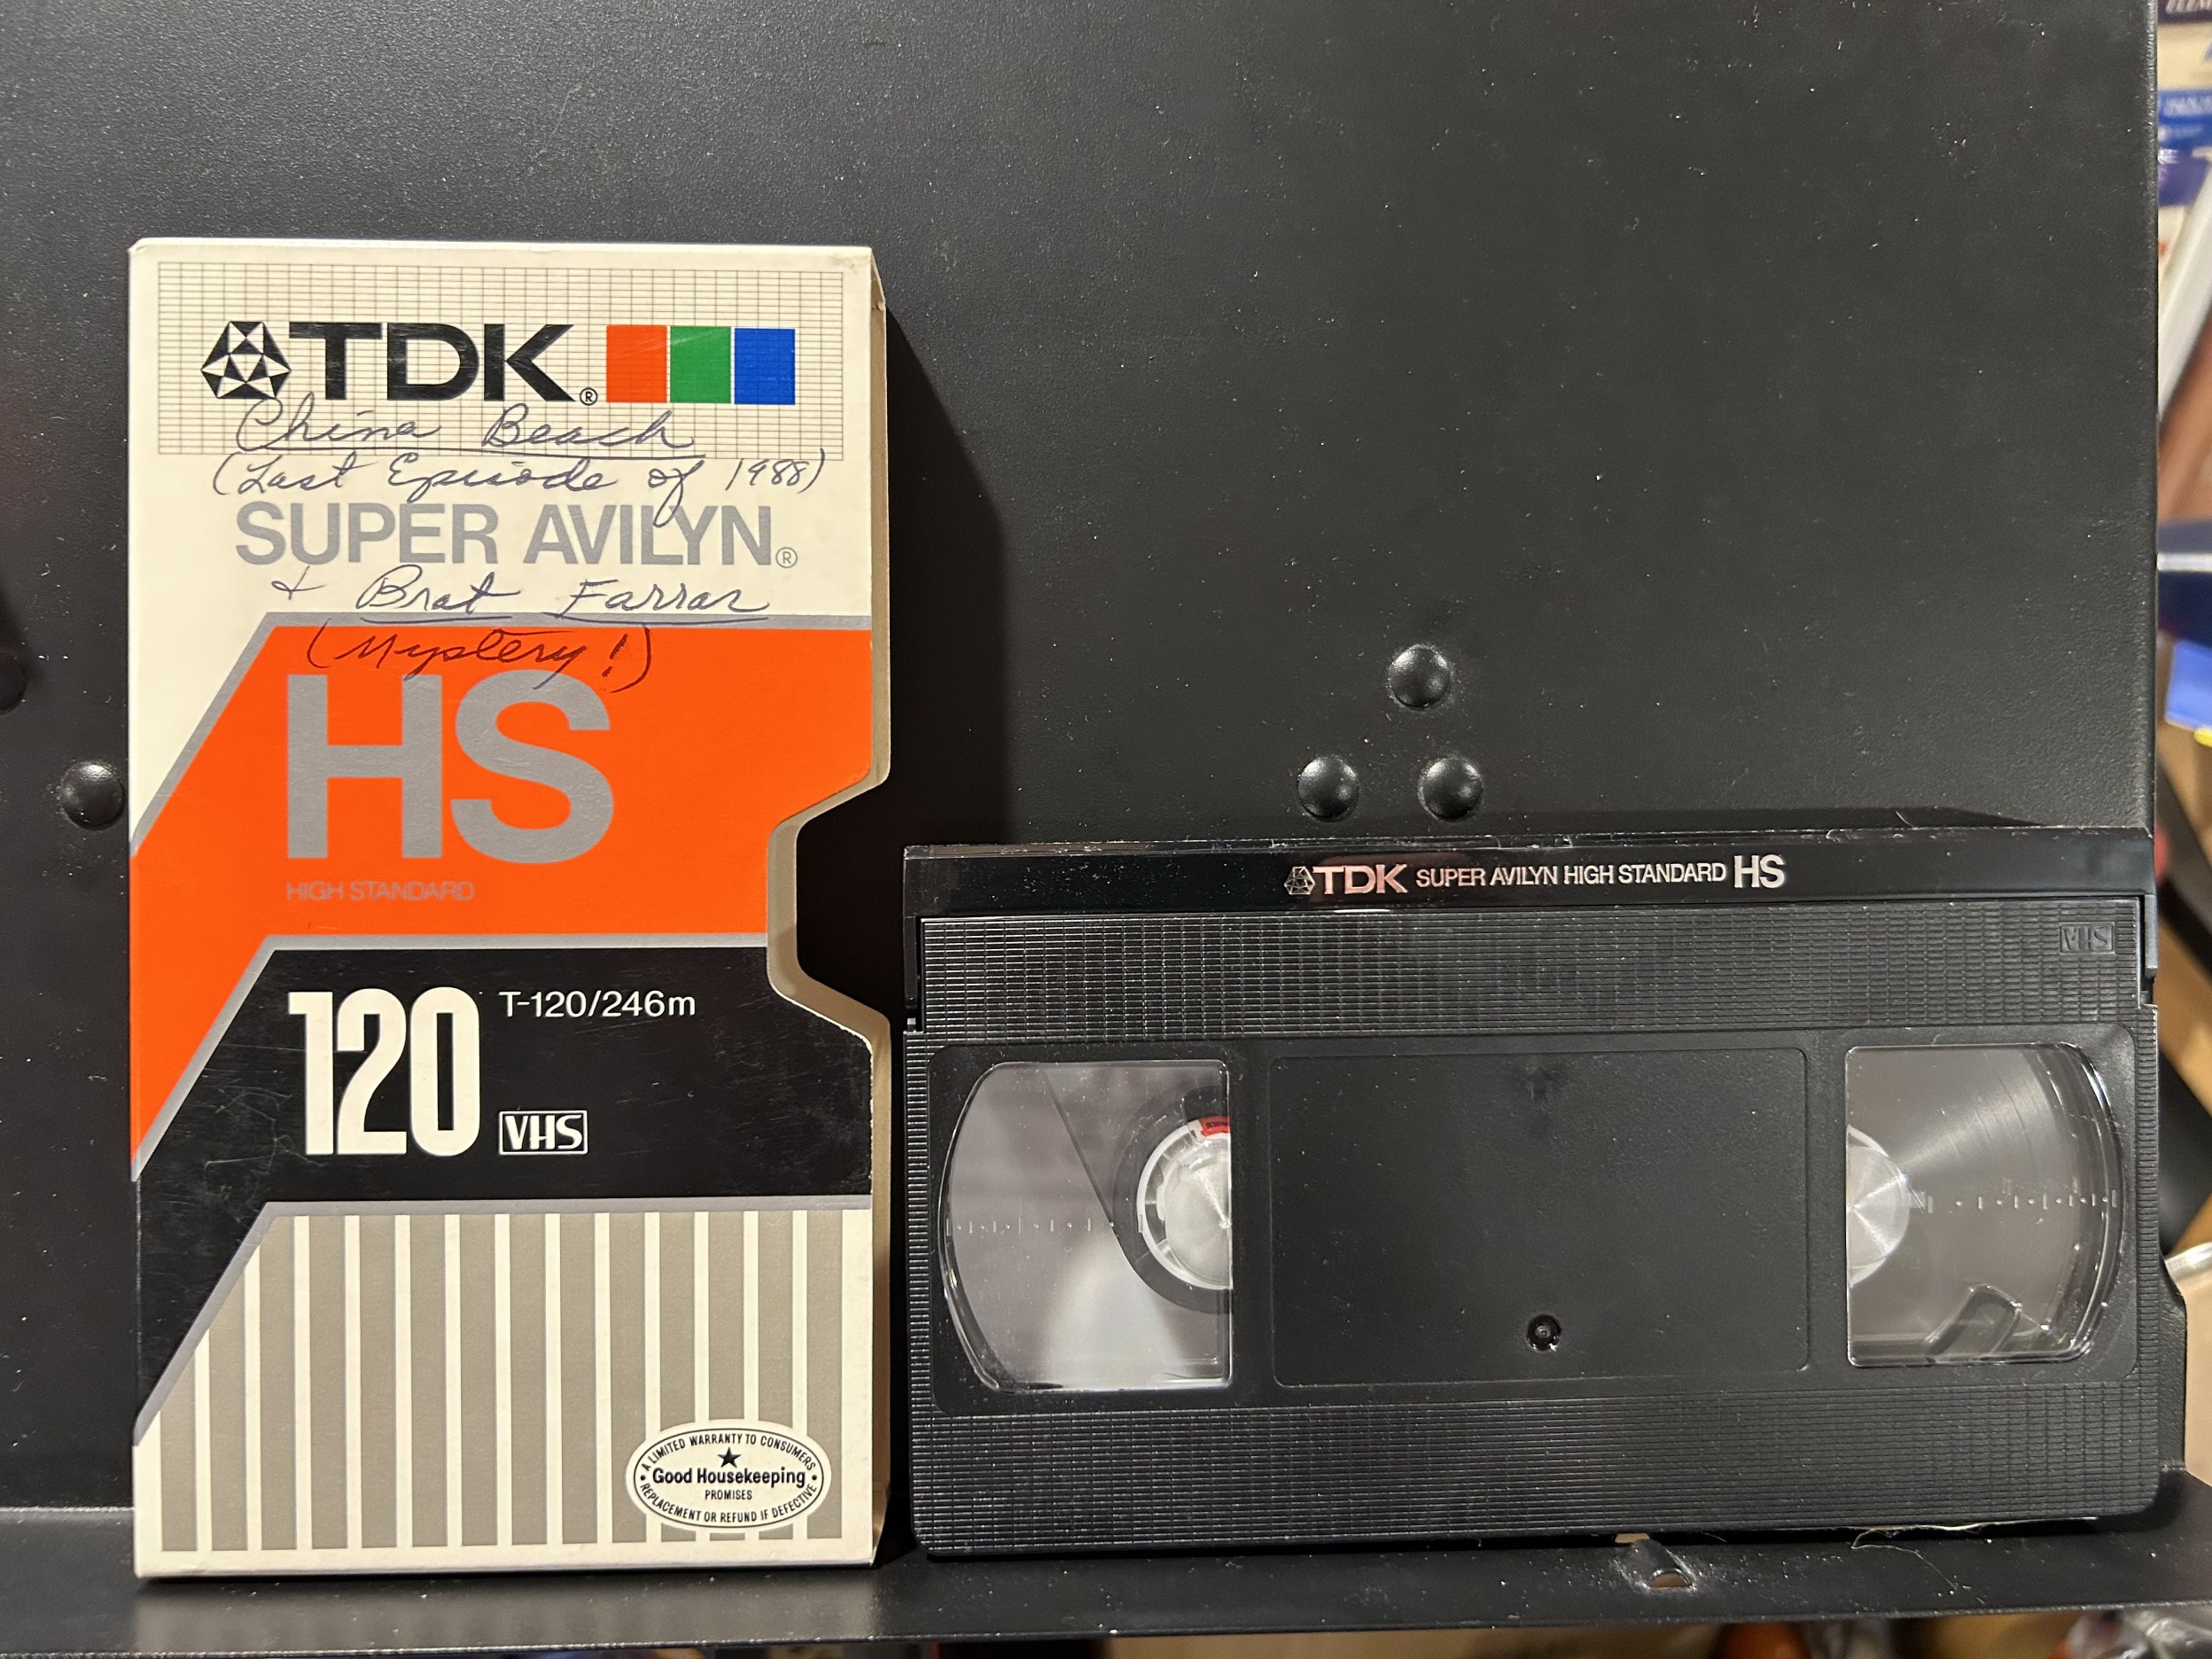 TDK®
China Beach
(Last Episode of 1988)
SUPER AVILYN®
+ Brat Farrar
(Mystery!)
HS
HIGH STANDARD
120 T-120/246m
VHS
A LIMITED WARRANTY TO CONSUMERS
Good Housekeeping
PROMISES
REPLACEMENT OR REFUND IF DEFECTIVE
TDK SUPER AVILYN HIGH STANDARD HS
VHS